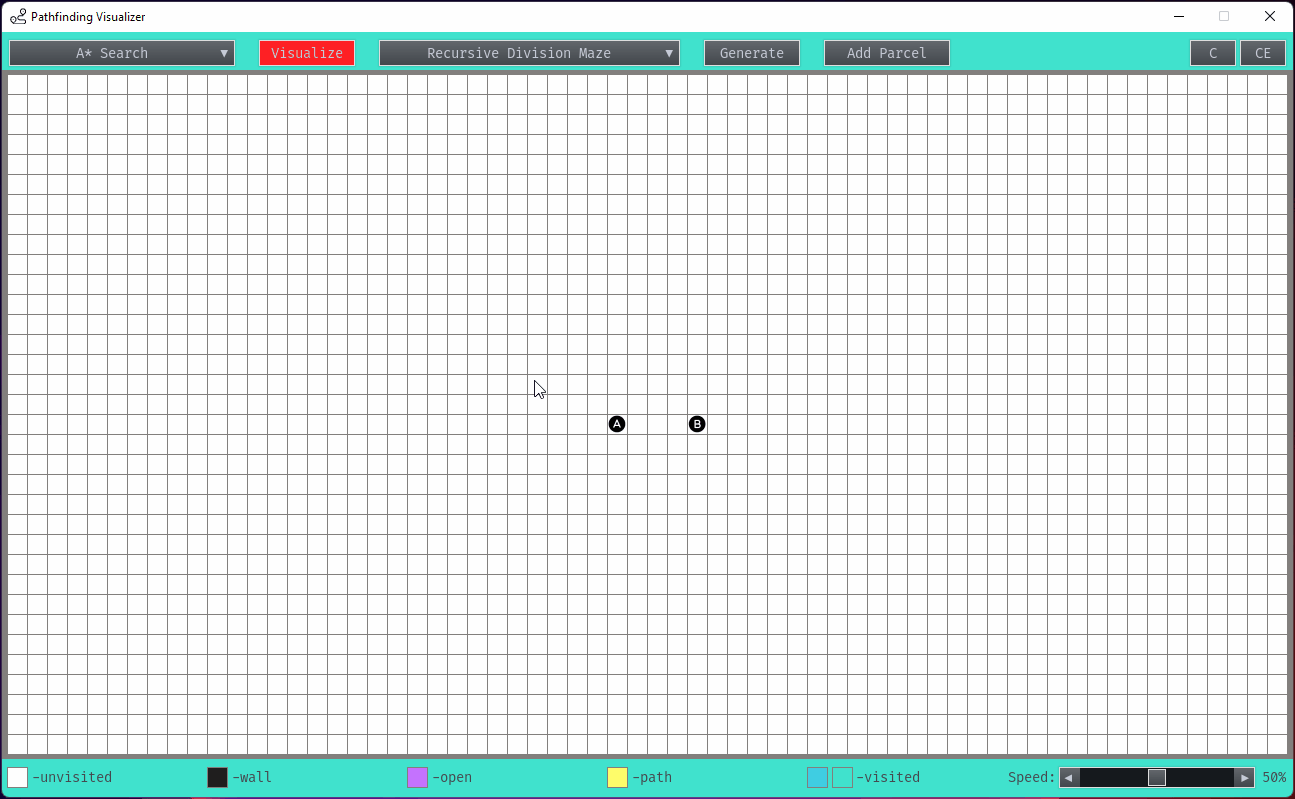 Pathfinding Visualizer
A* Search ▼ Visualize Recursive Division Maze ▼ Generate Add Parcel C CE
A B
-unvisited -wall -open -path -visited Speed: ◀ ▶ 50%